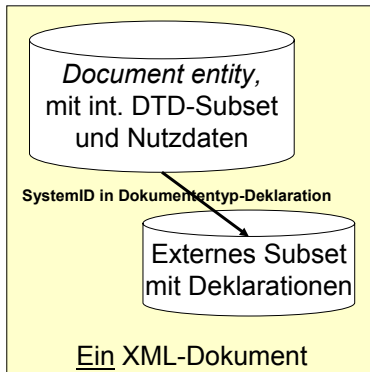 Document entity,
mit int. DTD-Subset
und Nutzdaten
SystemID in Dokumententyp-Deklaration
Externes Subset
mit Deklarationen
Ein XML-Dokument